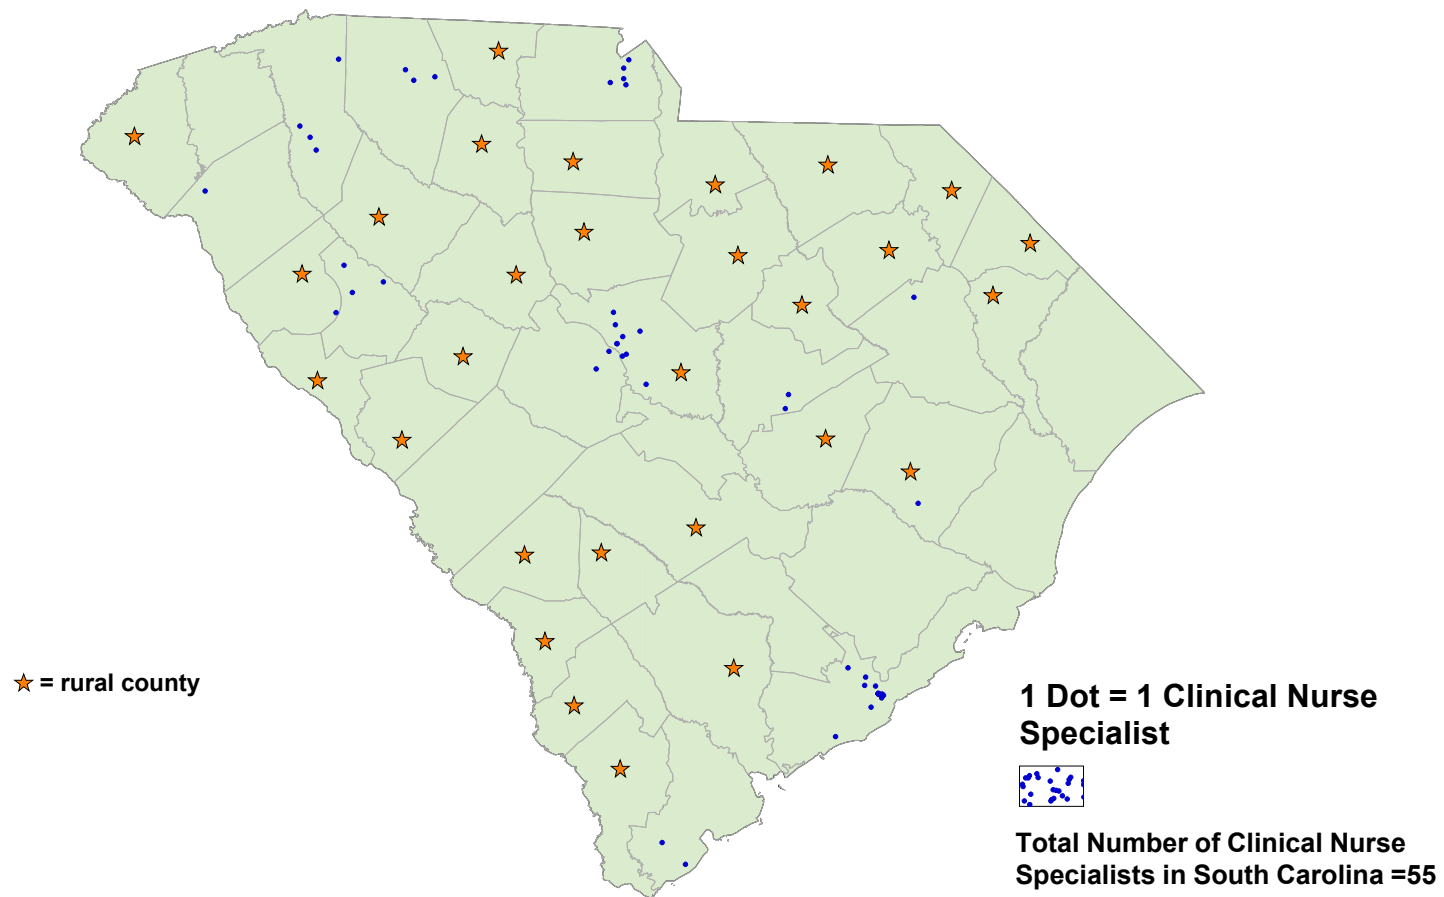 = rural county
1 Dot = 1 Clinical Nurse
Specialist
Total Number of Clinical Nurse
Specialists in South Carolina =55